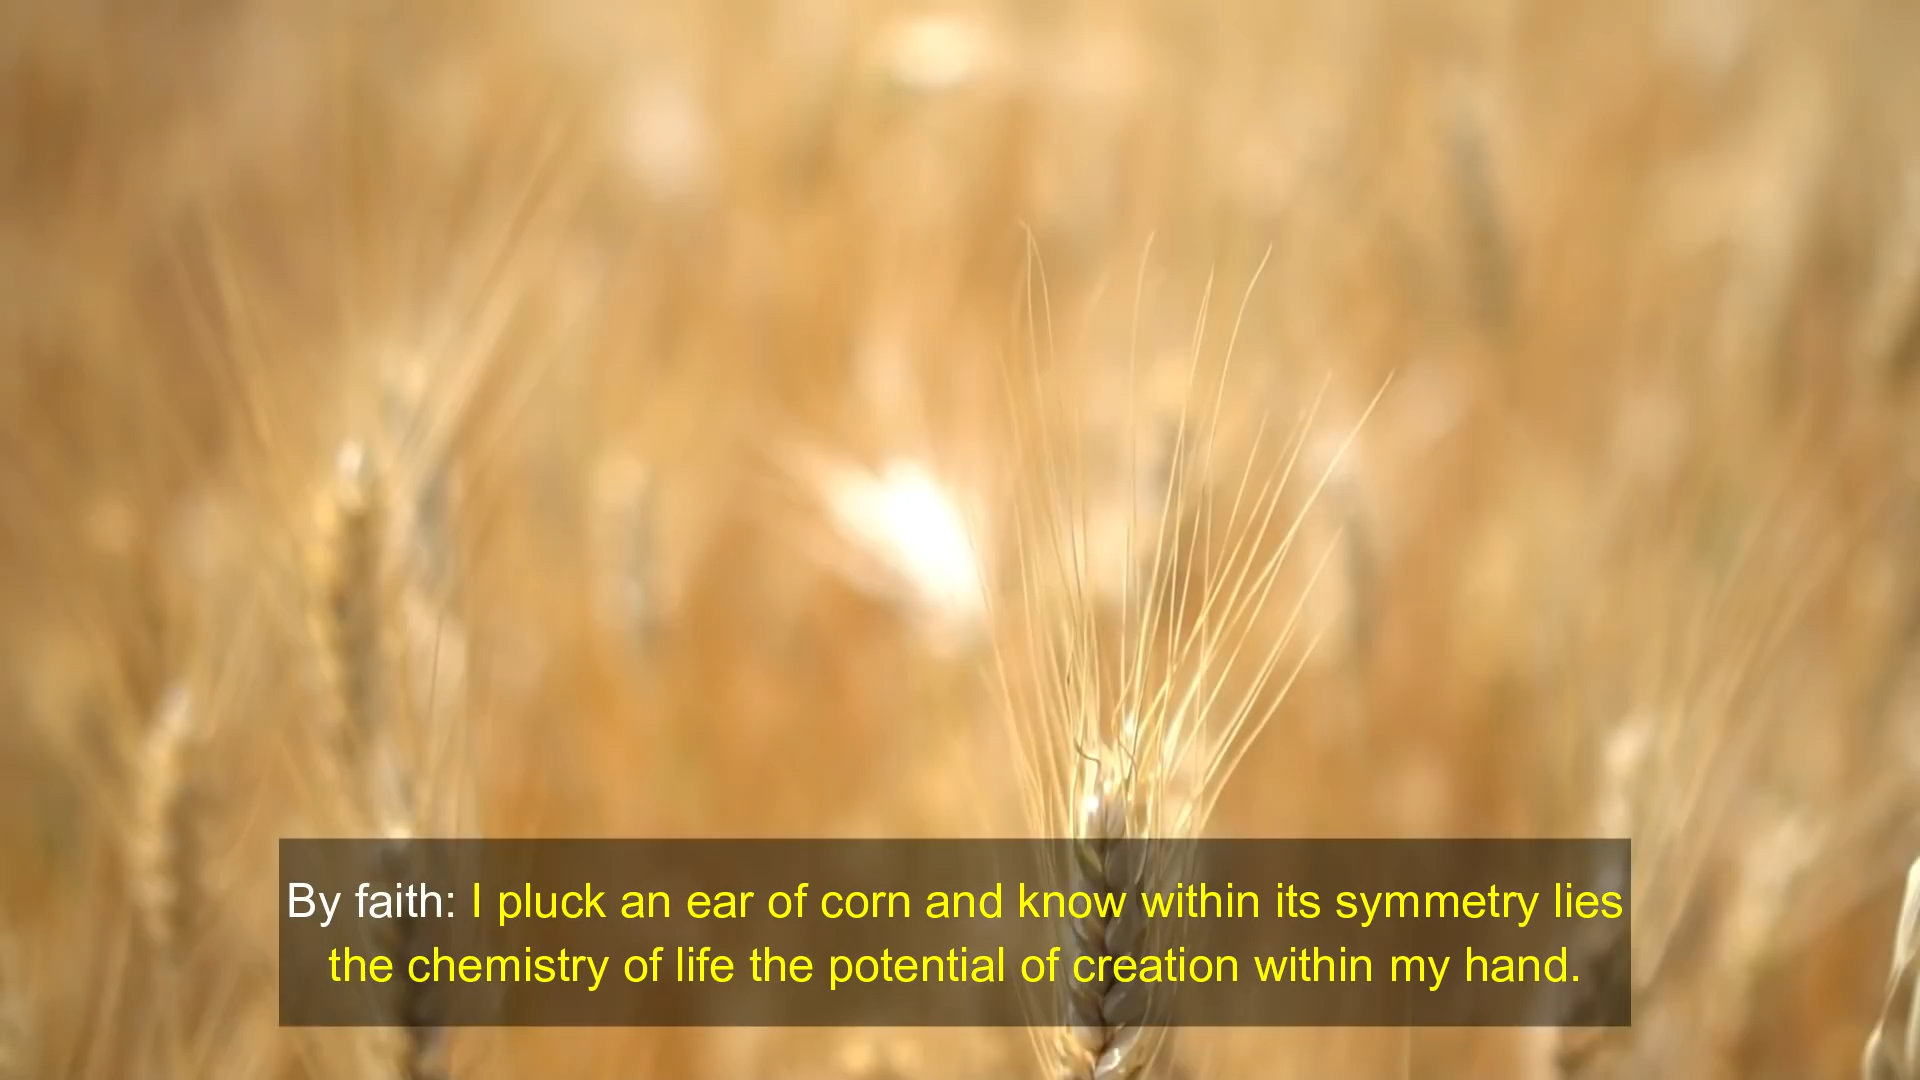 By faith: I pluck an ear of corn and know within its symmetry lies
the chemistry of life the potential of creation within my hand.